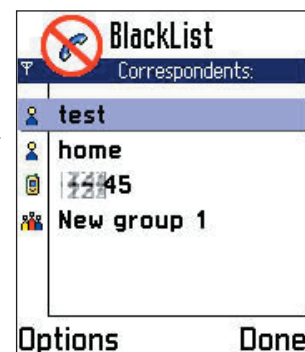 BlackList
Correspondents:
test
home
45
New group 1
Options Done